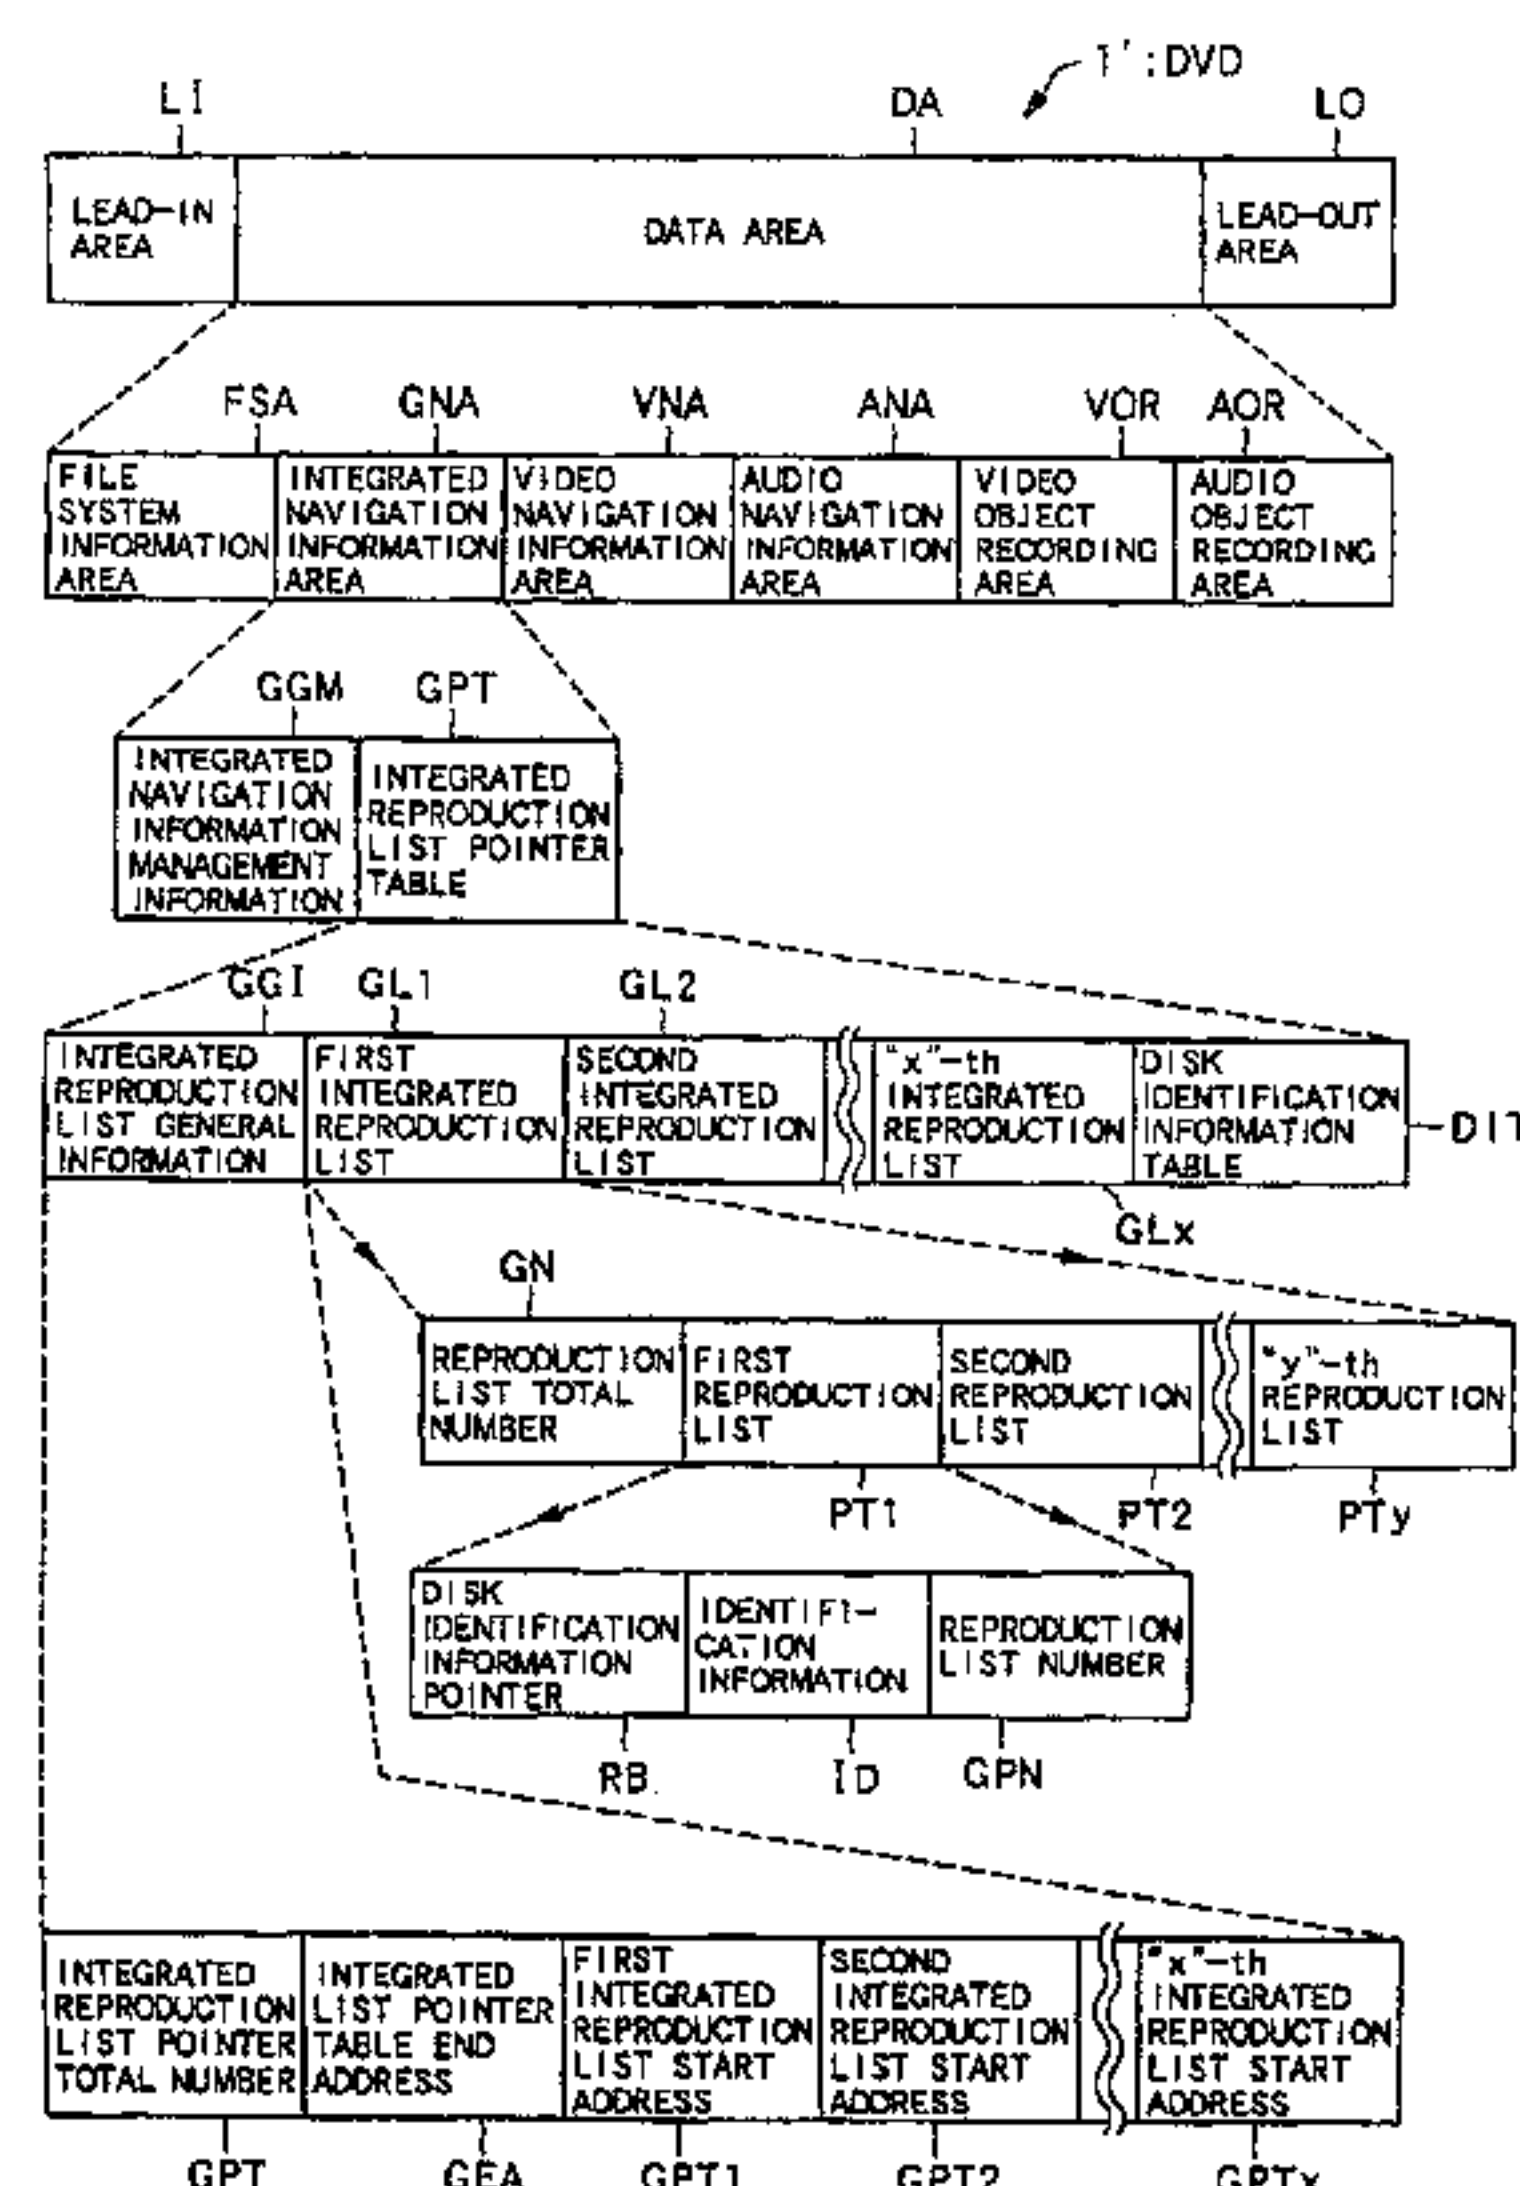 1':DVD
LI
DA
LO
LEAD-IN
AREA
DATA AREA
LEAD-OUT
AREA
FSA
GNA
VNA
ANA
VOR
AOR
FILE
SYSTEM
INFORMATION
AREA
INTEGRATED
NAVIGATION
INFORMATION
AREA
VIDEO
NAVIGATION
INFORMATION
AREA
AUDIO
NAVIGATION
INFORMATION
AREA
VIDEO
OBJECT
RECORDING
AREA
AUDIO
OBJECT
RECORDING
AREA
GGM
GPT
INTEGRATED
NAVIGATION
INFORMATION
MANAGEMENT
INFORMATION
INTEGRATED
REPRODUCTION
LIST POINTER
TABLE
GGI
GL1
GL2
INTEGRATED
REPRODUCTION
LIST GENERAL
INFORMATION
FIRST
INTEGRATED
REPRODUCTION
LIST
SECOND
INTEGRATED
REPRODUCTION
LIST
"x"-th
INTEGRATED
REPRODUCTION
LIST
DISK
IDENTIFICATION
INFORMATION
TABLE
DIT
GLx
GN
REPRODUCTION
LIST TOTAL
NUMBER
FIRST
REPRODUCTION
LIST
SECOND
REPRODUCTION
LIST
"y"-th
REPRODUCTION
LIST
PT1
PT2
PTy
DISK
IDENTIFICATION
INFORMATION
POINTER
IDENTIFI-
CATION
INFORMATION
REPRODUCTION
LIST NUMBER
RB
ID
GPN
INTEGRATED
REPRODUCTION
LIST POINTER
TOTAL NUMBER
INTEGRATED
LIST POINTER
TABLE END
ADDRESS
FIRST
INTEGRATED
REPRODUCTION
LIST START
ADDRESS
SECOND
INTEGRATED
REPRODUCTION
LIST START
ADDRESS
"x"-th
INTEGRATED
REPRODUCTION
LIST START
ADDRESS
GPT
GEA
GPT1
GPT2
GPTx